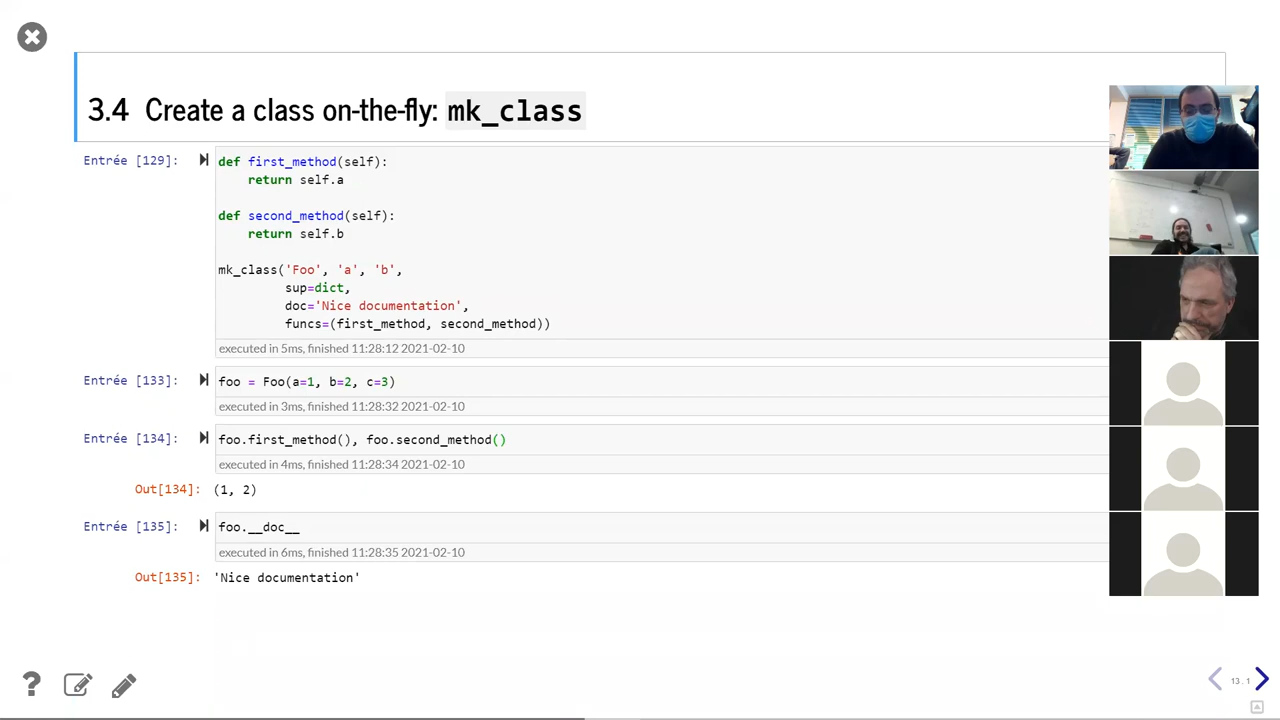 3.4 Create a class on-the-fly: mk_class
Entrée [129]:
def first_method(self):
    return self.a
def second_method(self):
    return self.b
mk_class('Foo', 'a', 'b',
         sup=dict,
         doc='Nice documentation',
         funcs=(first_method, second_method))
executed in 5ms, finished 11:28:12 2021-02-10
Entrée [133]:
foo = Foo(a=1, b=2, c=3)
executed in 3ms, finished 11:28:32 2021-02-10
Entrée [134]:
foo.first_method(), foo.second_method()
executed in 4ms, finished 11:28:34 2021-02-10
Out[134]: (1, 2)
Entrée [135]:
foo.__doc__
executed in 6ms, finished 11:28:35 2021-02-10
Out[135]: 'Nice documentation'
?
13.1